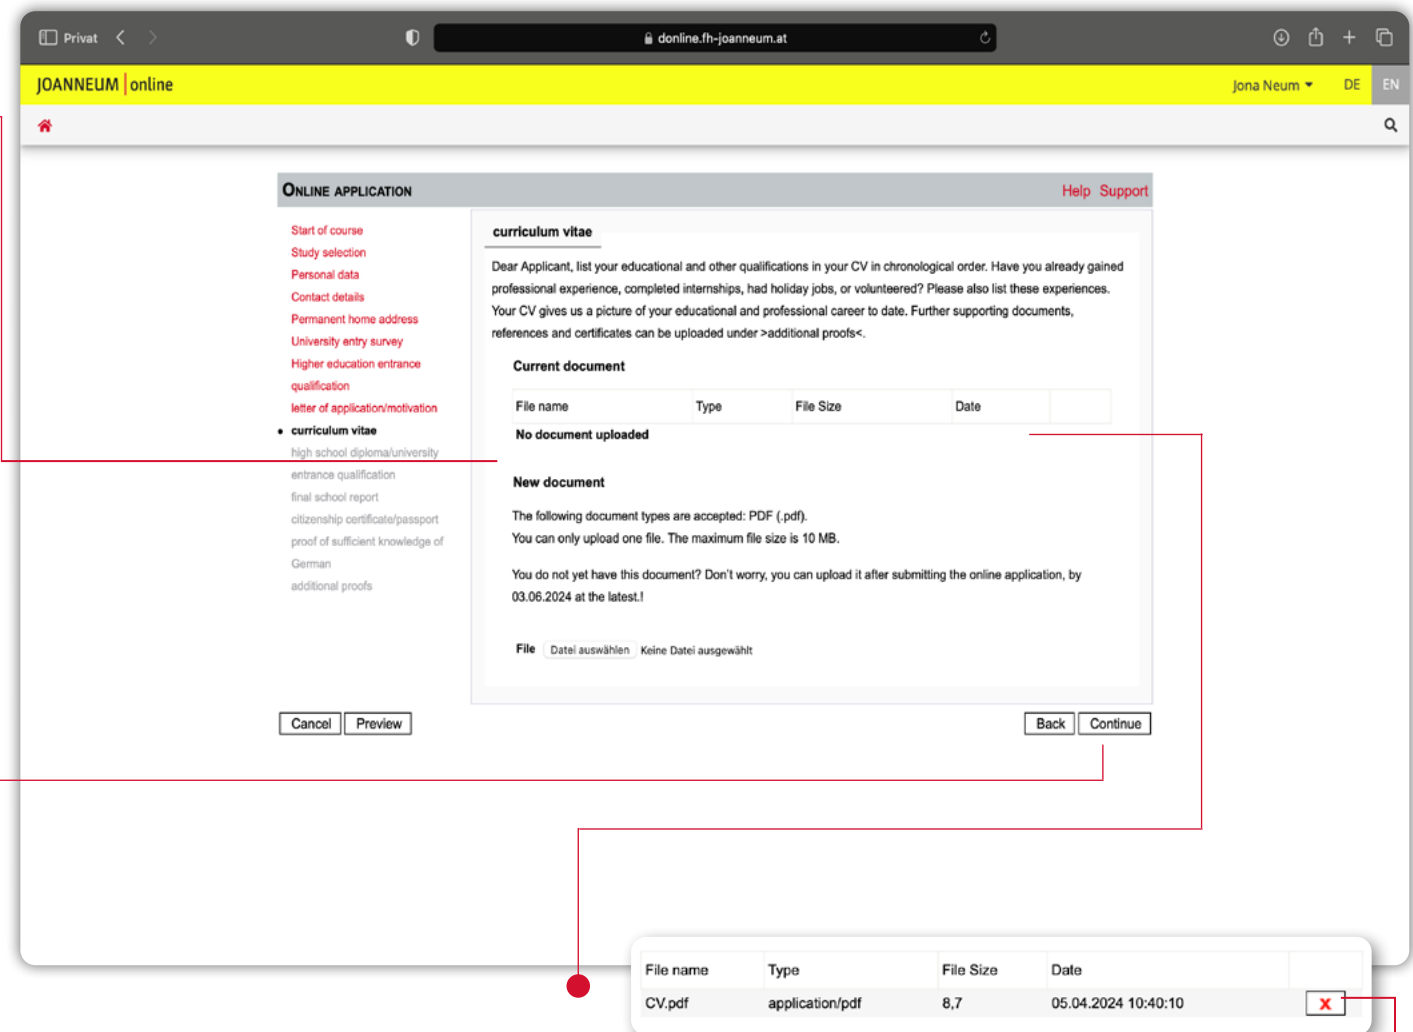 Privat
donline.fh-joanneum.at
JOANNEUM | online
Jona Neum
DE
EN
ONLINE APPLICATION
Help Support
Start of course
Study selection
Personal data
Contact details
Permanent home address
University entry survey
Higher education entrance
qualification
letter of application/motivation
• curriculum vitae
high school diploma/university
entrance qualification
final school report
citizenship certificate/passport
proof of sufficient knowledge of
German
additional proofs
curriculum vitae
Dear Applicant, list your educational and other qualifications in your CV in chronological order. Have you already gained
professional experience, completed internships, had holiday jobs, or volunteered? Please also list these experiences.
Your CV gives us a picture of your educational and professional career to date. Further supporting documents,
references and certificates can be uploaded under >additional proofs<.
Current document
File name Type File Size Date
No document uploaded
New document
The following document types are accepted: PDF (.pdf).
You can only upload one file. The maximum file size is 10 MB.
You do not yet have this document? Don't worry, you can upload it after submitting the online application, by
03.06.2024 at the latest.!
File Datei auswählen Keine Datei ausgewählt
Cancel Preview Back Continue
File name Type File Size Date
CV.pdf application/pdf 8,7 05.04.2024 10:40:10 X